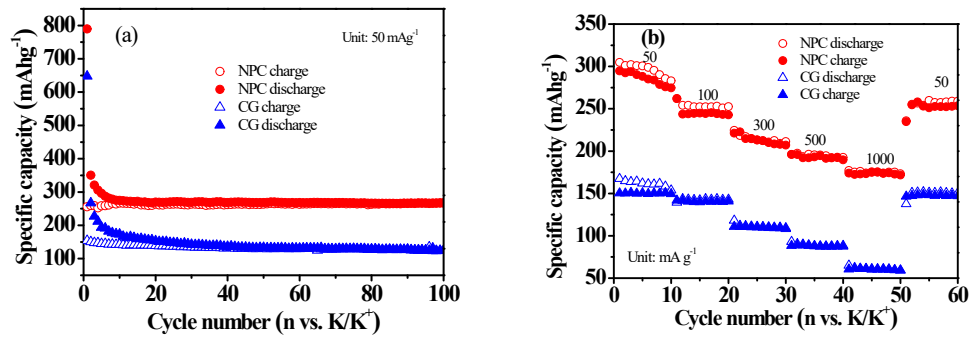 (a)
Unit: 50 mAg-1
NPC charge
NPC discharge
CG charge
CG discharge
Specific capacity (mAhg-1)
800
700
600
500
400
300
200
100
0
20
40
60
80
100
Cycle number (n vs. K/K+)
(b)
NPC discharge
NPC charge
CG discharge
CG charge
50
100
300
500
1000
50
Unit: mA g-1
Specific capacity (mAhg-1)
350
300
250
200
150
100
50
0
10
20
30
40
50
60
Cycle number (n vs. K/K+)